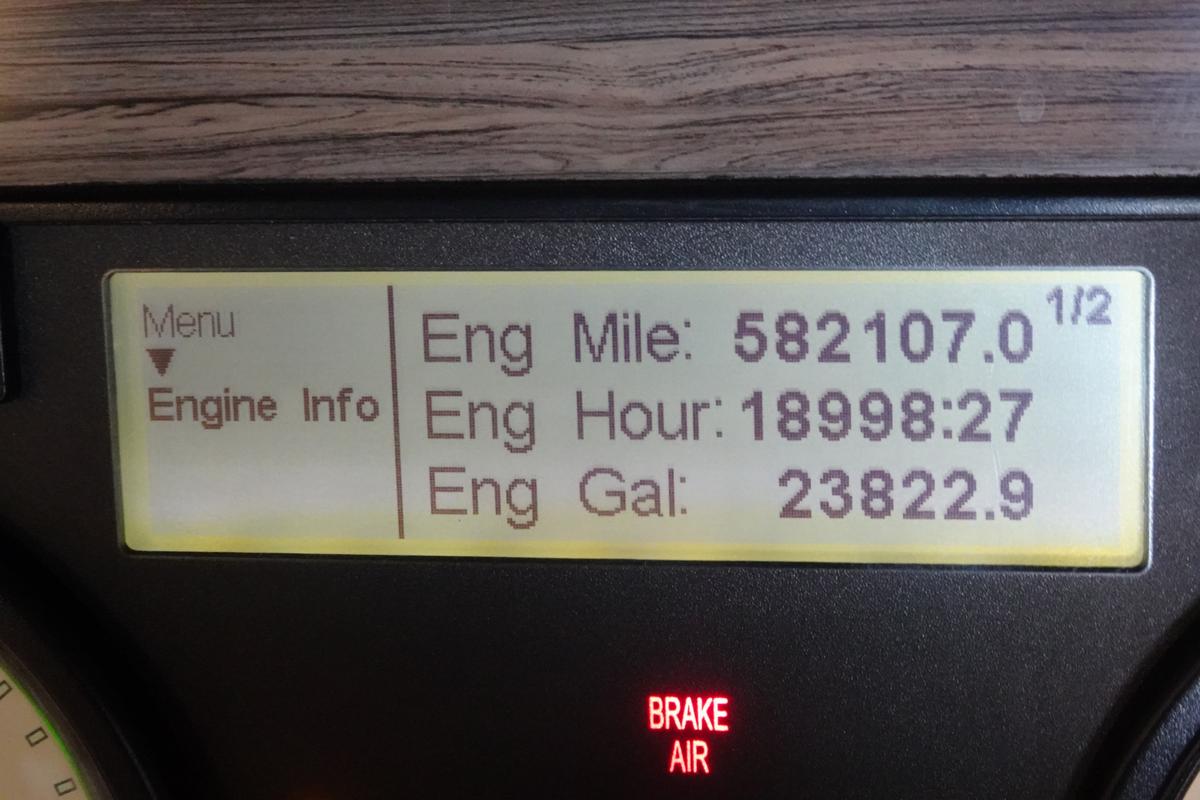 Menu
Engine Info
1/2
Eng Mile: 582107.0
Eng Hour: 18998:27
Eng Gal: 23822.9
BRAKE
AIR